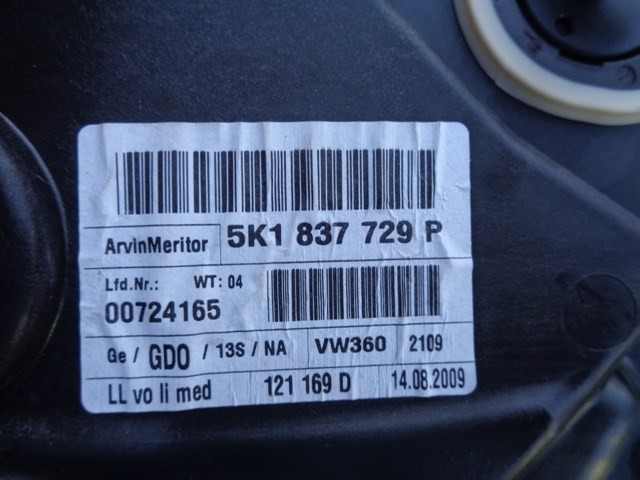 ArvinMeritor 5K1 837 729 P
Lfd.Nr.: WT: 04
00724165
Ge / GDO / 13S / NA VW360 2109
LL vo li med 121 169 D 14.08.2009